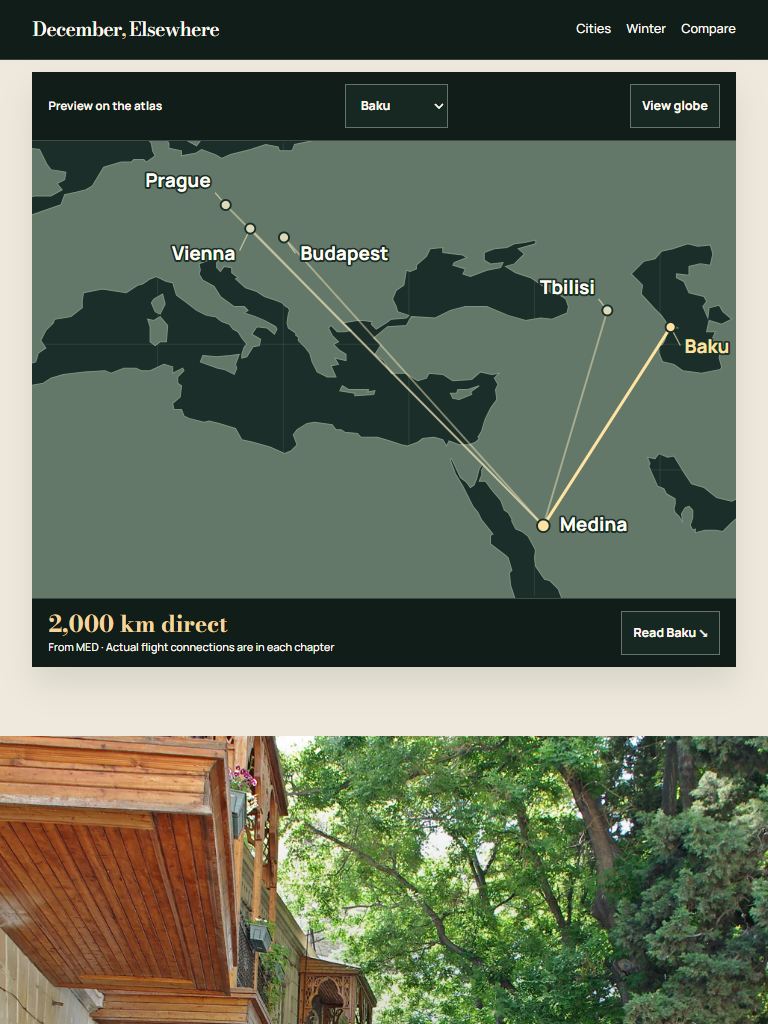 December, Elsewhere
Cities Winter Compare
Preview on the atlas
Baku
View globe
Prague
Vienna
Budapest
Tbilisi
Baku
Medina
2,000 km direct
From MED · Actual flight connections are in each chapter
Read Baku ↘